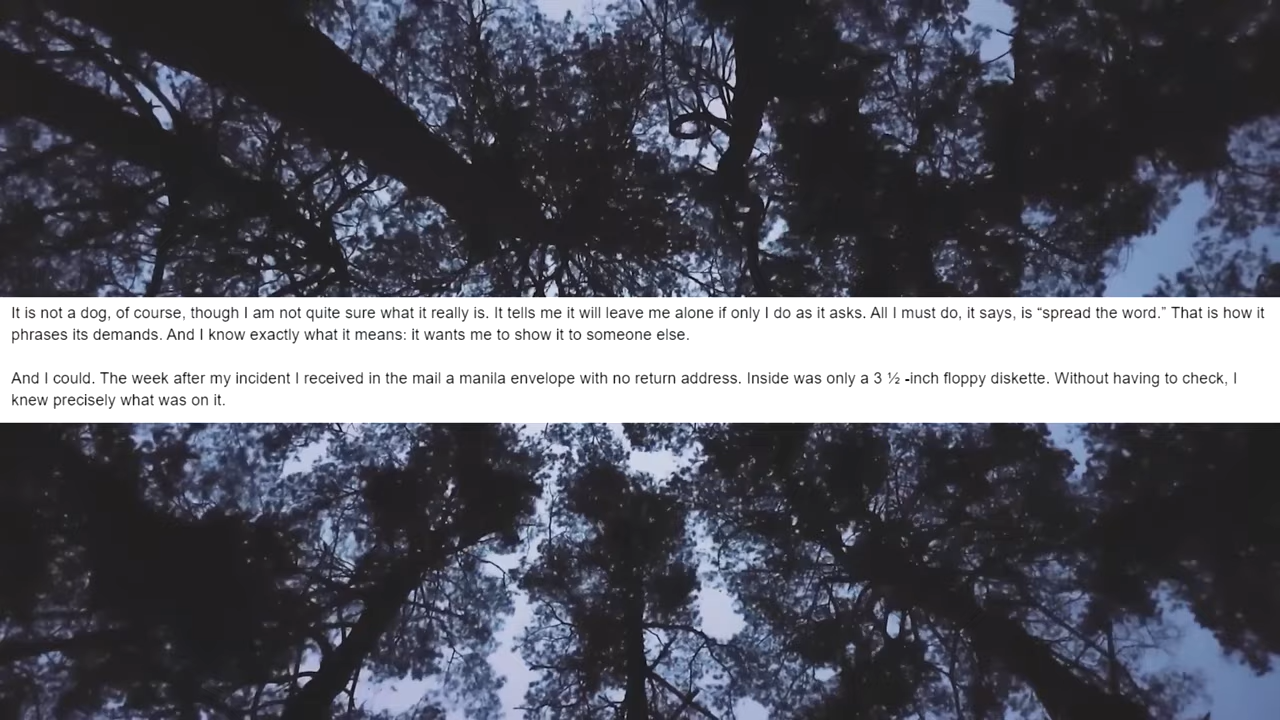 It is not a dog, of course, though I am not quite sure what it really is. It tells me it will leave me alone if only I do as it asks. All I must do, it says, is “spread the word.” That is how it
phrases its demands. And I know exactly what it means: it wants me to show it to someone else.
And I could. The week after my incident I received in the mail a manila envelope with no return address. Inside was only a 3 ½ -inch floppy diskette. Without having to check, I
knew precisely what was on it.